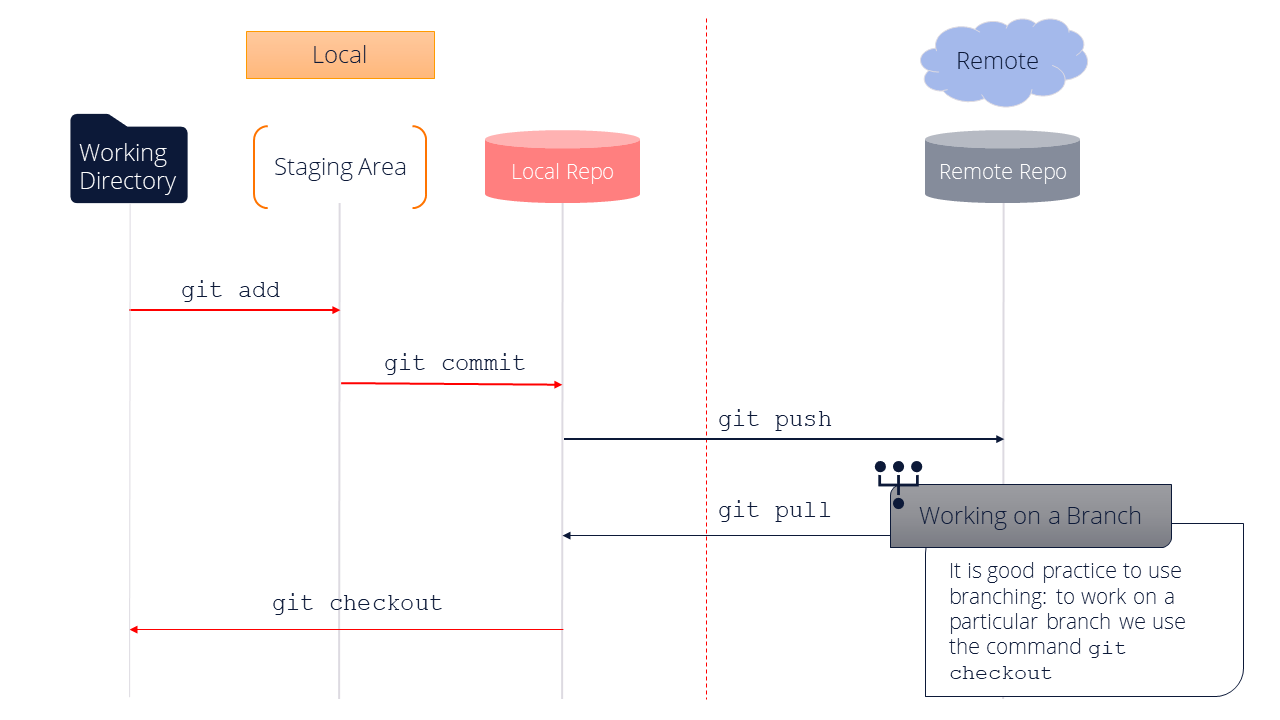 Local
Remote
Working
Directory
Staging Area
Local Repo
Remote Repo
git add
git commit
git push
git pull
Working on a Branch
It is good practice to use
branching: to work on a
particular branch we use
the command git
checkout
git checkout